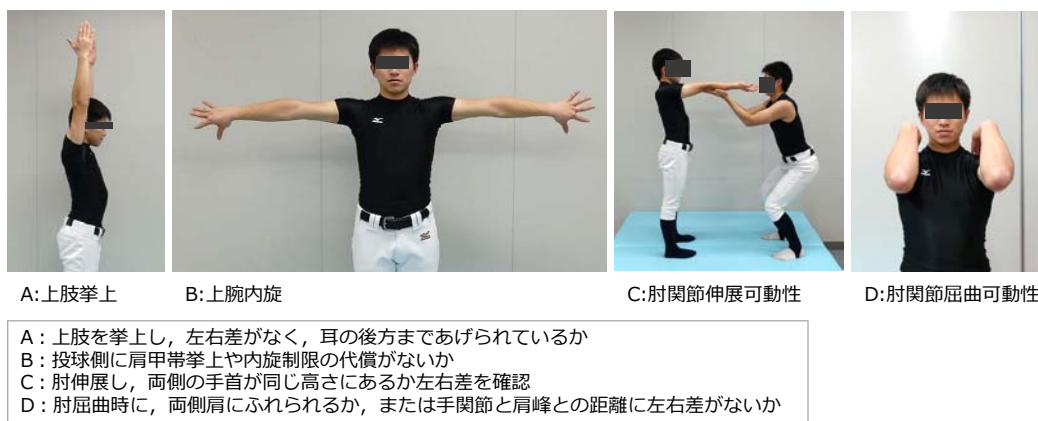 A:上肢挙上
B:上腕内旋
C:肘関節伸展可動性
D:肘関節屈曲可動性
A：上肢を挙上し，左右差がなく，耳の後方まであげられているか
B：投球側に肩甲帯挙上や内旋制限の代償がないか
C：肘伸展し，両側の手首が同じ高さにあるか左右差を確認
D：肘屈曲時に，両側肩にふれられるか，または手関節と肩峰との距離に左右差がないか